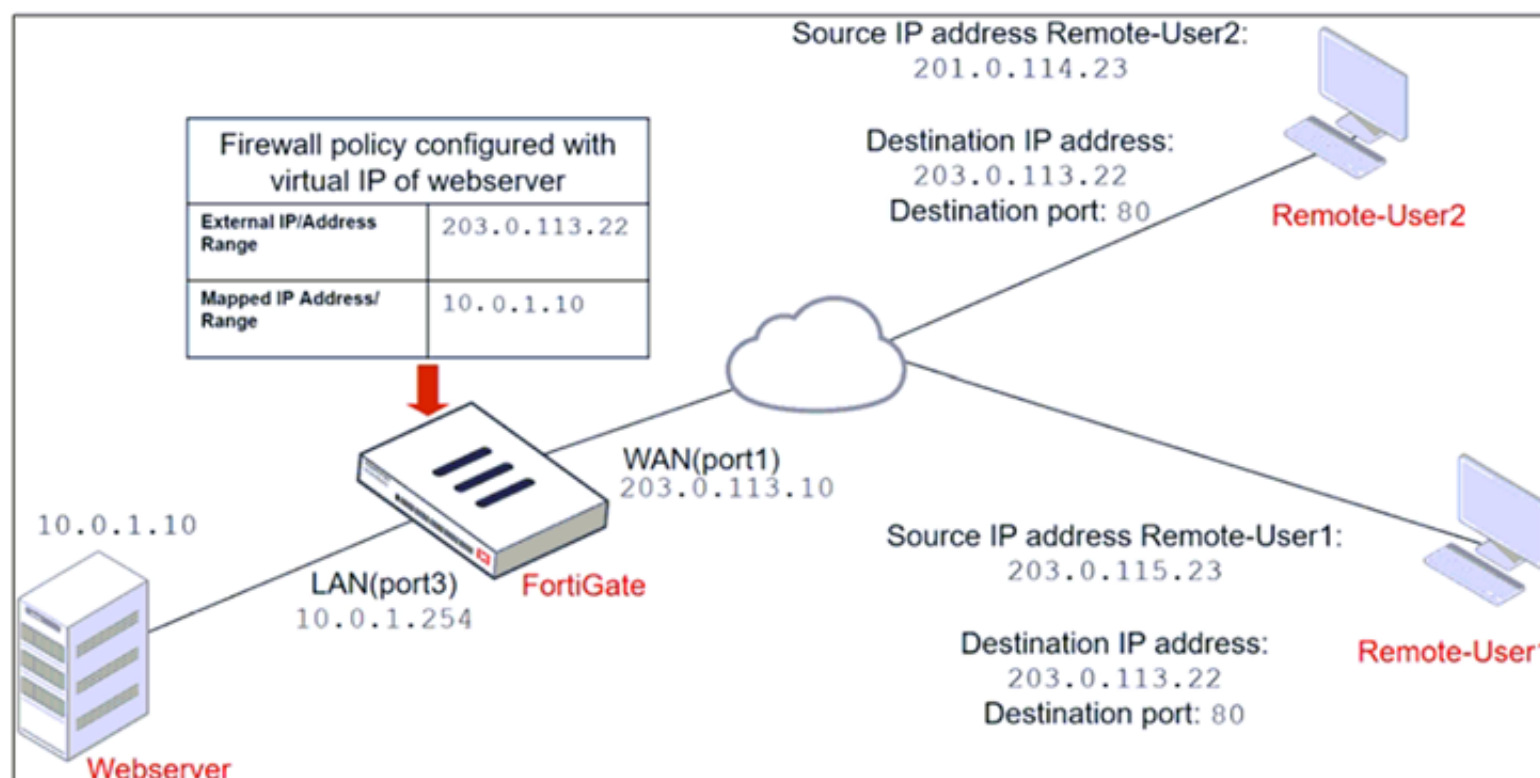 Source IP address Remote-User2:
201.0.114.23
Destination IP address:
203.0.113.22
Destination port: 80
Remote-User2
Firewall policy configured with
virtual IP of webserver
External IP/Address
Range
203.0.113.22
Mapped IP Address/
Range
10.0.1.10
WAN(port1)
203.0.113.10
10.0.1.10
LAN(port3)
10.0.1.254
FortiGate
Webserver
Source IP address Remote-User1:
203.0.115.23
Destination IP address:
203.0.113.22
Destination port: 80
Remote-User1